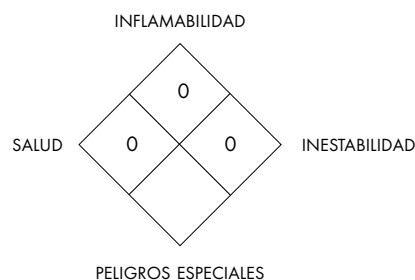 INFLAMABILIDAD
0
SALUD 0 0 INESTABILIDAD
PELIGROS ESPECIALES